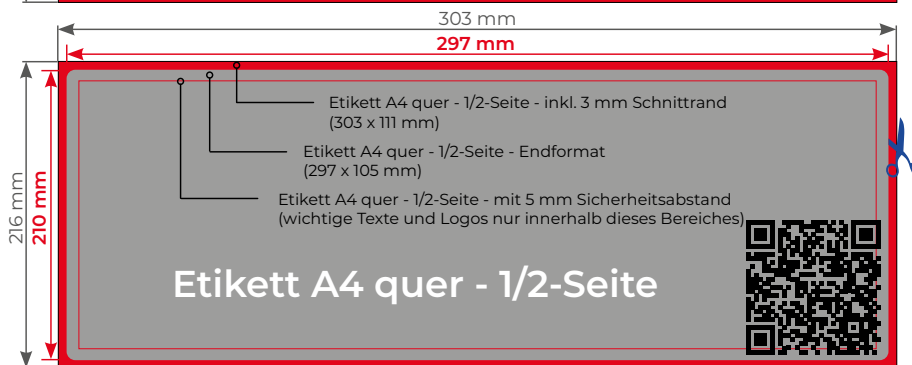 303 mm
297 mm
Etikett A4 quer - 1/2-Seite - inkl. 3 mm Schnittrand
(303 x 111 mm)
Etikett A4 quer - 1/2-Seite - Endformat
(297 x 105 mm)
Etikett A4 quer - 1/2-Seite - mit 5 mm Sicherheitsabstand
(wichtige Texte und Logos nur innerhalb dieses Bereiches)
216 mm
210 mm
Etikett A4 quer - 1/2-Seite